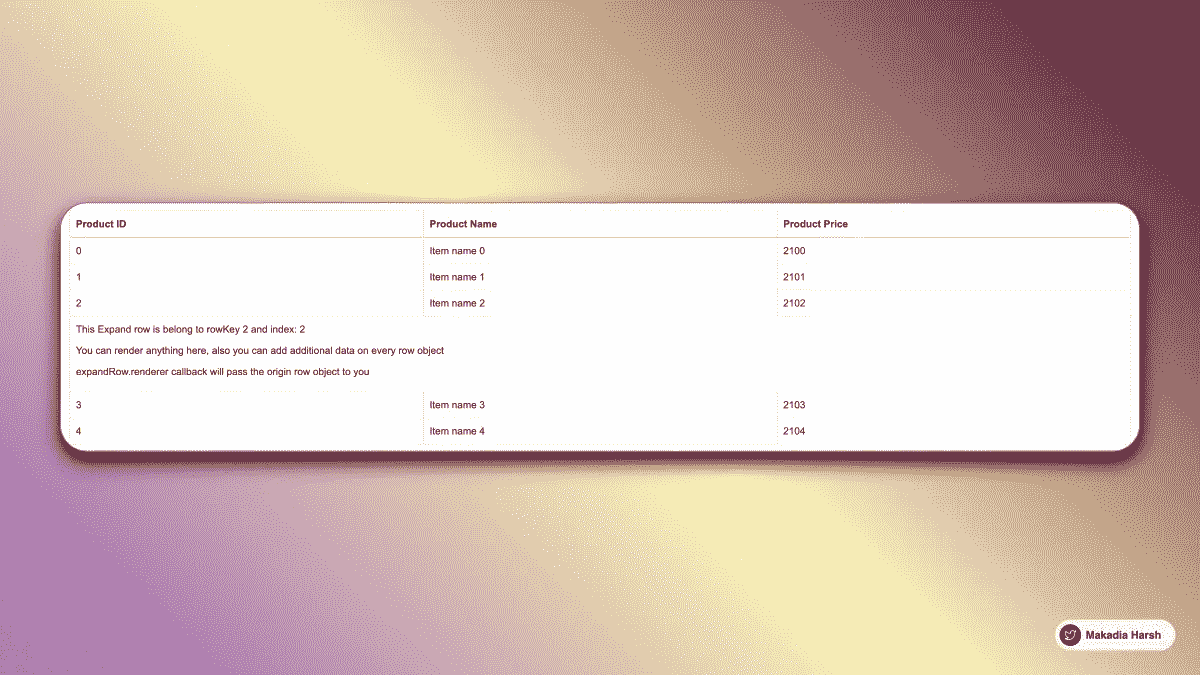 Product ID Product Name Product Price
0 Item name 0 2100
1 Item name 1 2101
2 Item name 2 2102
This Expand row is belong to rowKey 2 and index: 2
You can render anything here, also you can add additional data on every row object
expandRow.renderer callback will pass the origin row object to you
3 Item name 3 2103
4 Item name 4 2104
Makadia Harsh